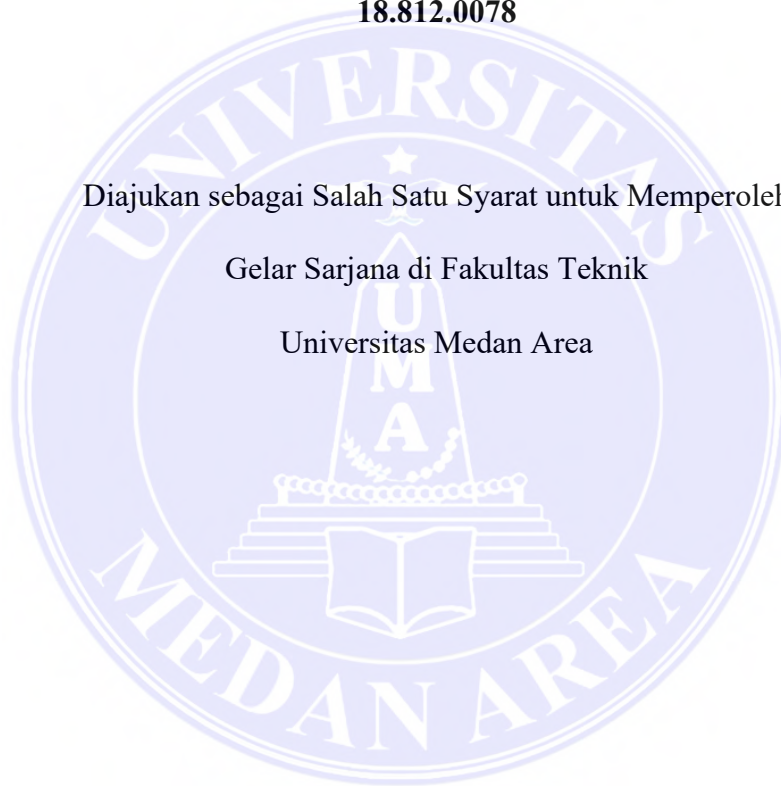 18.812.0078
UNIVERSITAS
Diajukan sebagai Salah Satu Syarat untuk Memperoleh
Gelar Sarjana di Fakultas Teknik
Universitas Medan Area
U
M
A
MEDAN AREA